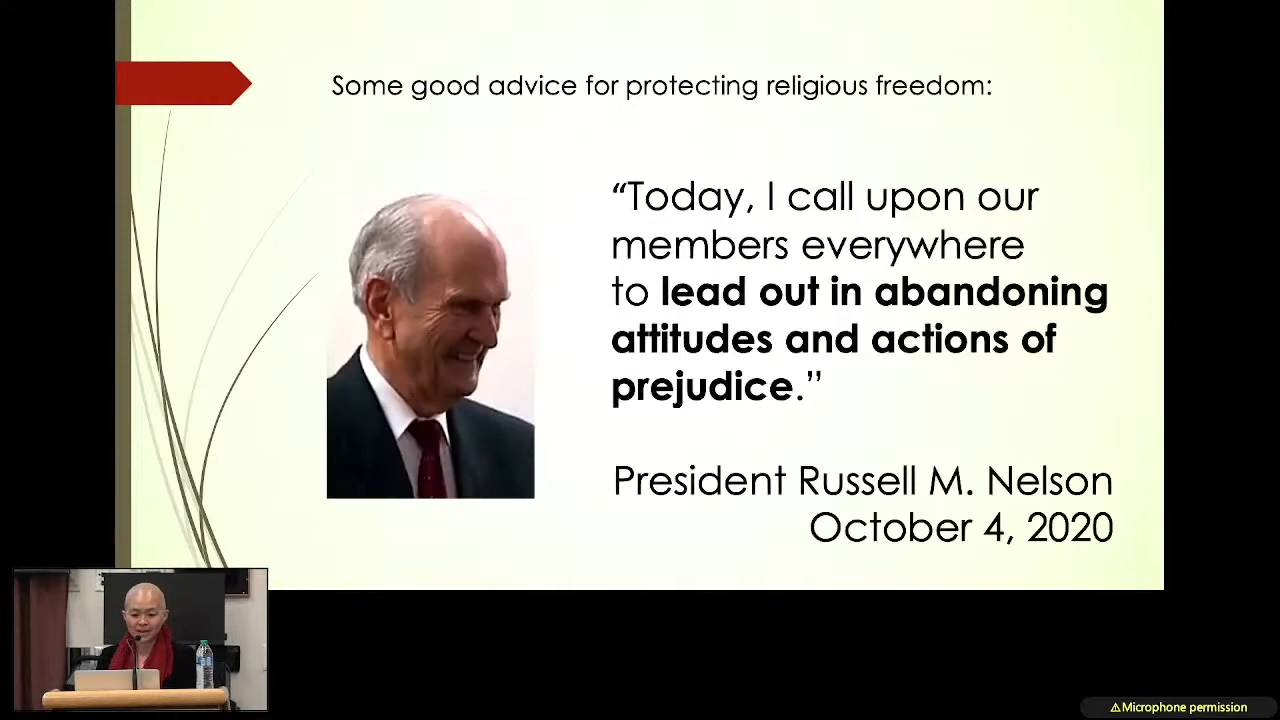 Some good advice for protecting religious freedom:
“Today, I call upon our
members everywhere
to lead out in abandoning
attitudes and actions of
prejudice.”
President Russell M. Nelson
October 4, 2020
⚠Microphone permission